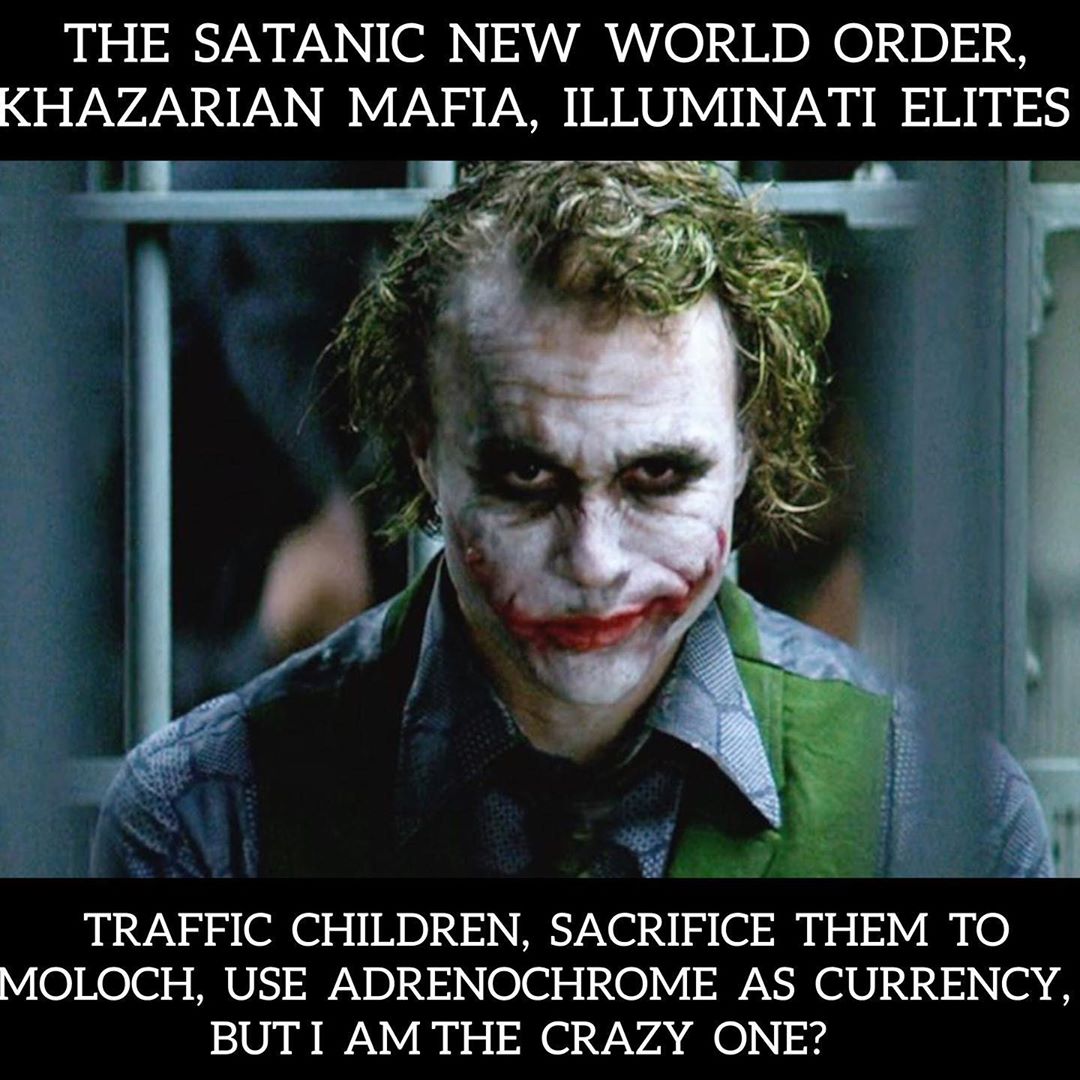 THE SATANIC NEW WORLD ORDER,
KHAZARIAN MAFIA, ILLUMINATI ELITES
TRAFFIC CHILDREN, SACRIFICE THEM TO
MOLOCH, USE ADRENOCHROME AS CURRENCY,
BUT I AM THE CRAZY ONE?